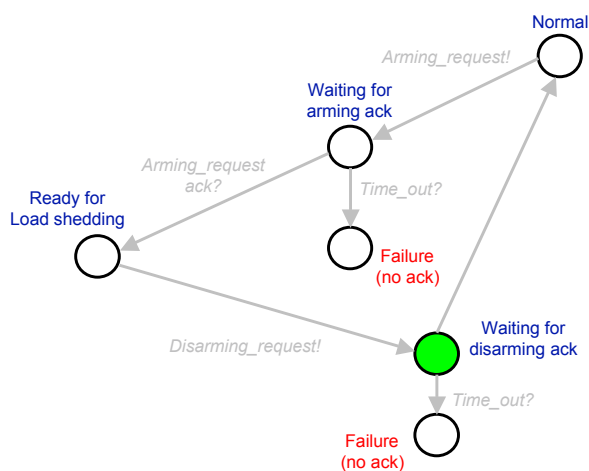 Normal
Arming_request!
Waiting for
arming ack
Arming_request
ack?
Time_out?
Ready for
Load shedding
Failure
(no ack)
Disarming_request!
Waiting for
disarming ack
Time_out?
Failure
(no ack)